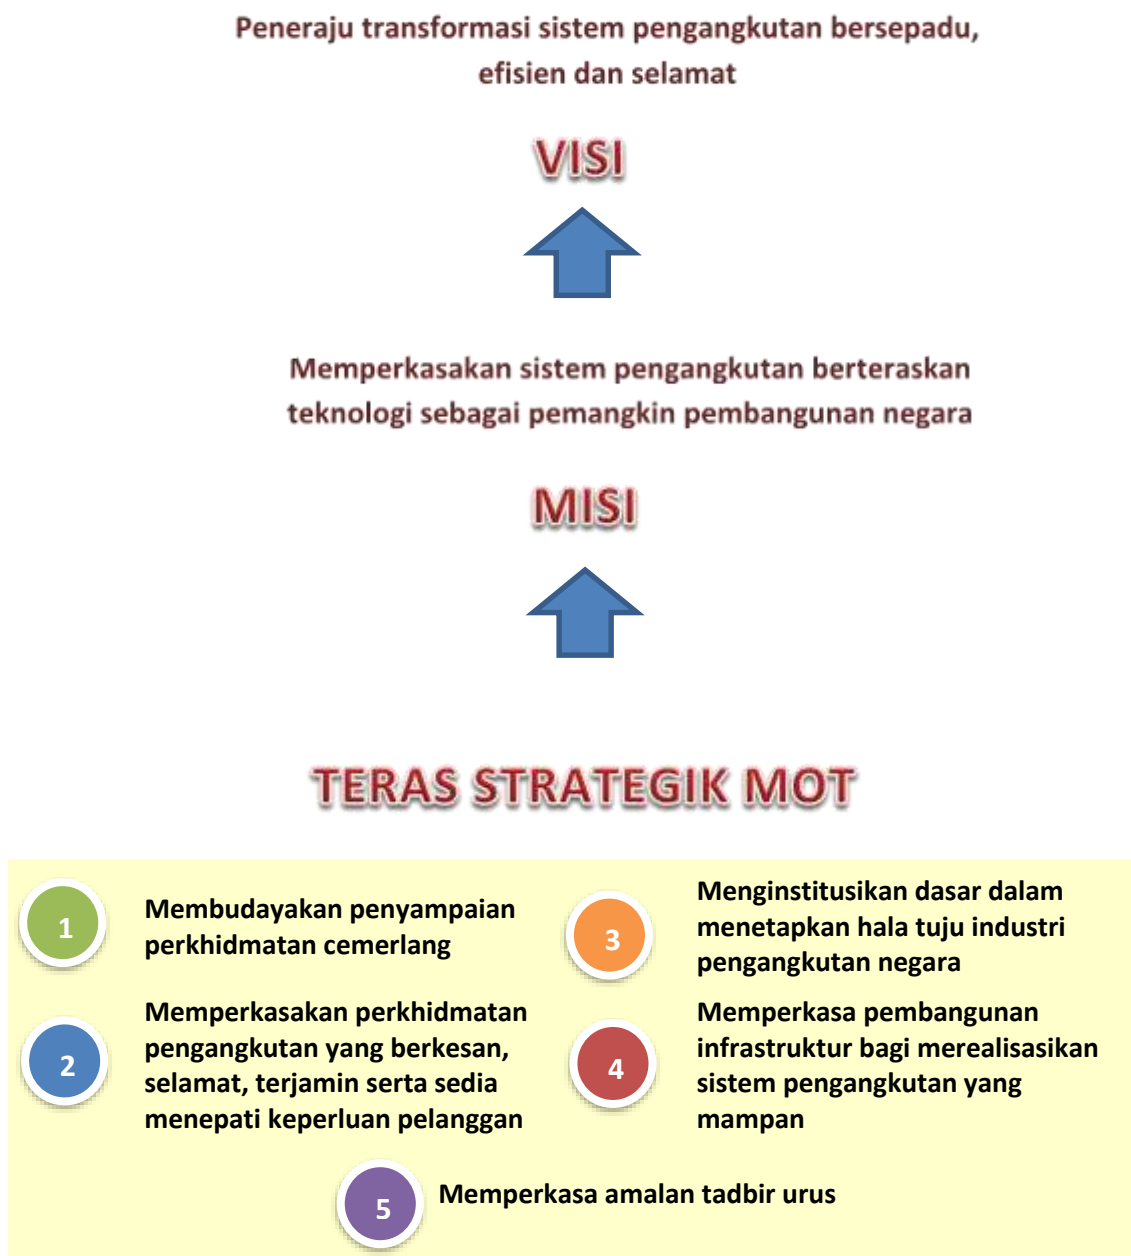 Peneraju transformasi sistem pengangkutan bersepadu,
efisien dan selamat
VISI
Memperkasakan sistem pengangkutan berteraskan
teknologi sebagai pemangkin pembangunan negara
MISI
TERAS STRATEGIK MOT
1
Membudayakan penyampaian
perkhidmatan cemerlang
2
Memperkasakan perkhidmatan
pengangkutan yang berkesan,
selamat, terjamin serta sedia
menepati keperluan pelanggan
3
Menginstitusikan dasar dalam
menetapkan hala tuju industri
pengangkutan negara
4
Memperkasa pembangunan
infrastruktur bagi merealisasikan
sistem pengangkutan yang
mampan
5
Memperkasa amalan tadbir urus